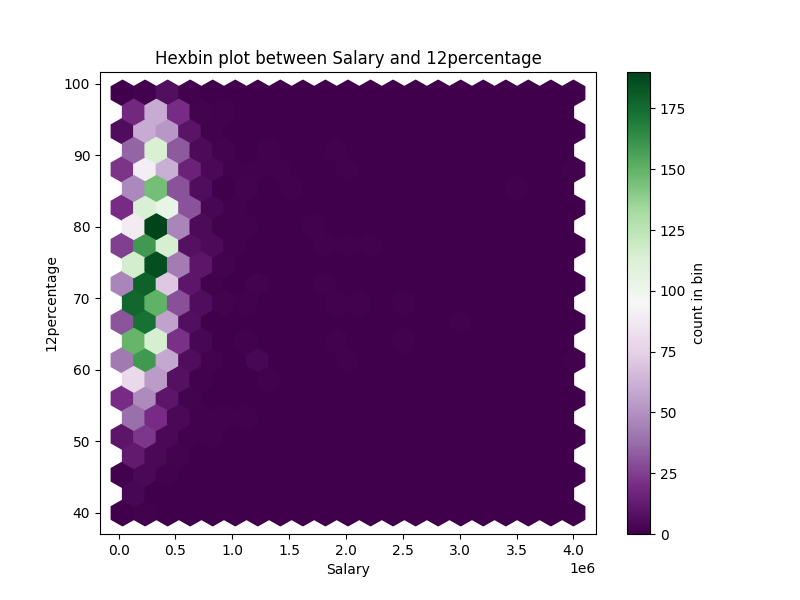 Hexbin plot between Salary and 12percentage
100
90
80
70
60
50
40
12percentage
0.0 0.5 1.0 1.5 2.0 2.5 3.0 3.5 4.0
1e6
Salary
175
150
125
100
75
50
25
0
count in bin